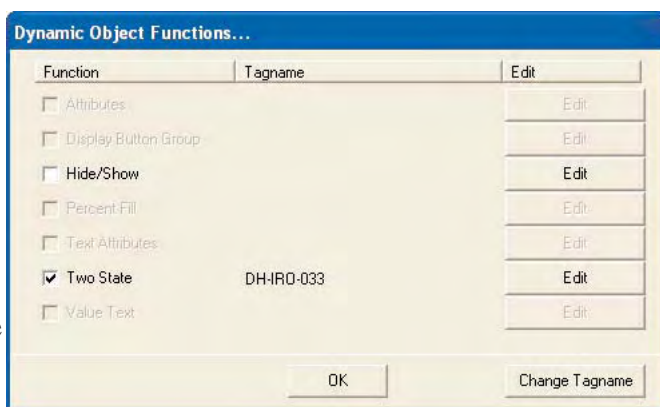 Dynamic Object Functions...
Function Tagname Edit
Attributes Edit
Display Button Group Edit
Hide/Show Edit
Percent Fill Edit
Text Attributes Edit
Two State DH-IRO-033 Edit
Value Text Edit
OK Change Tagname